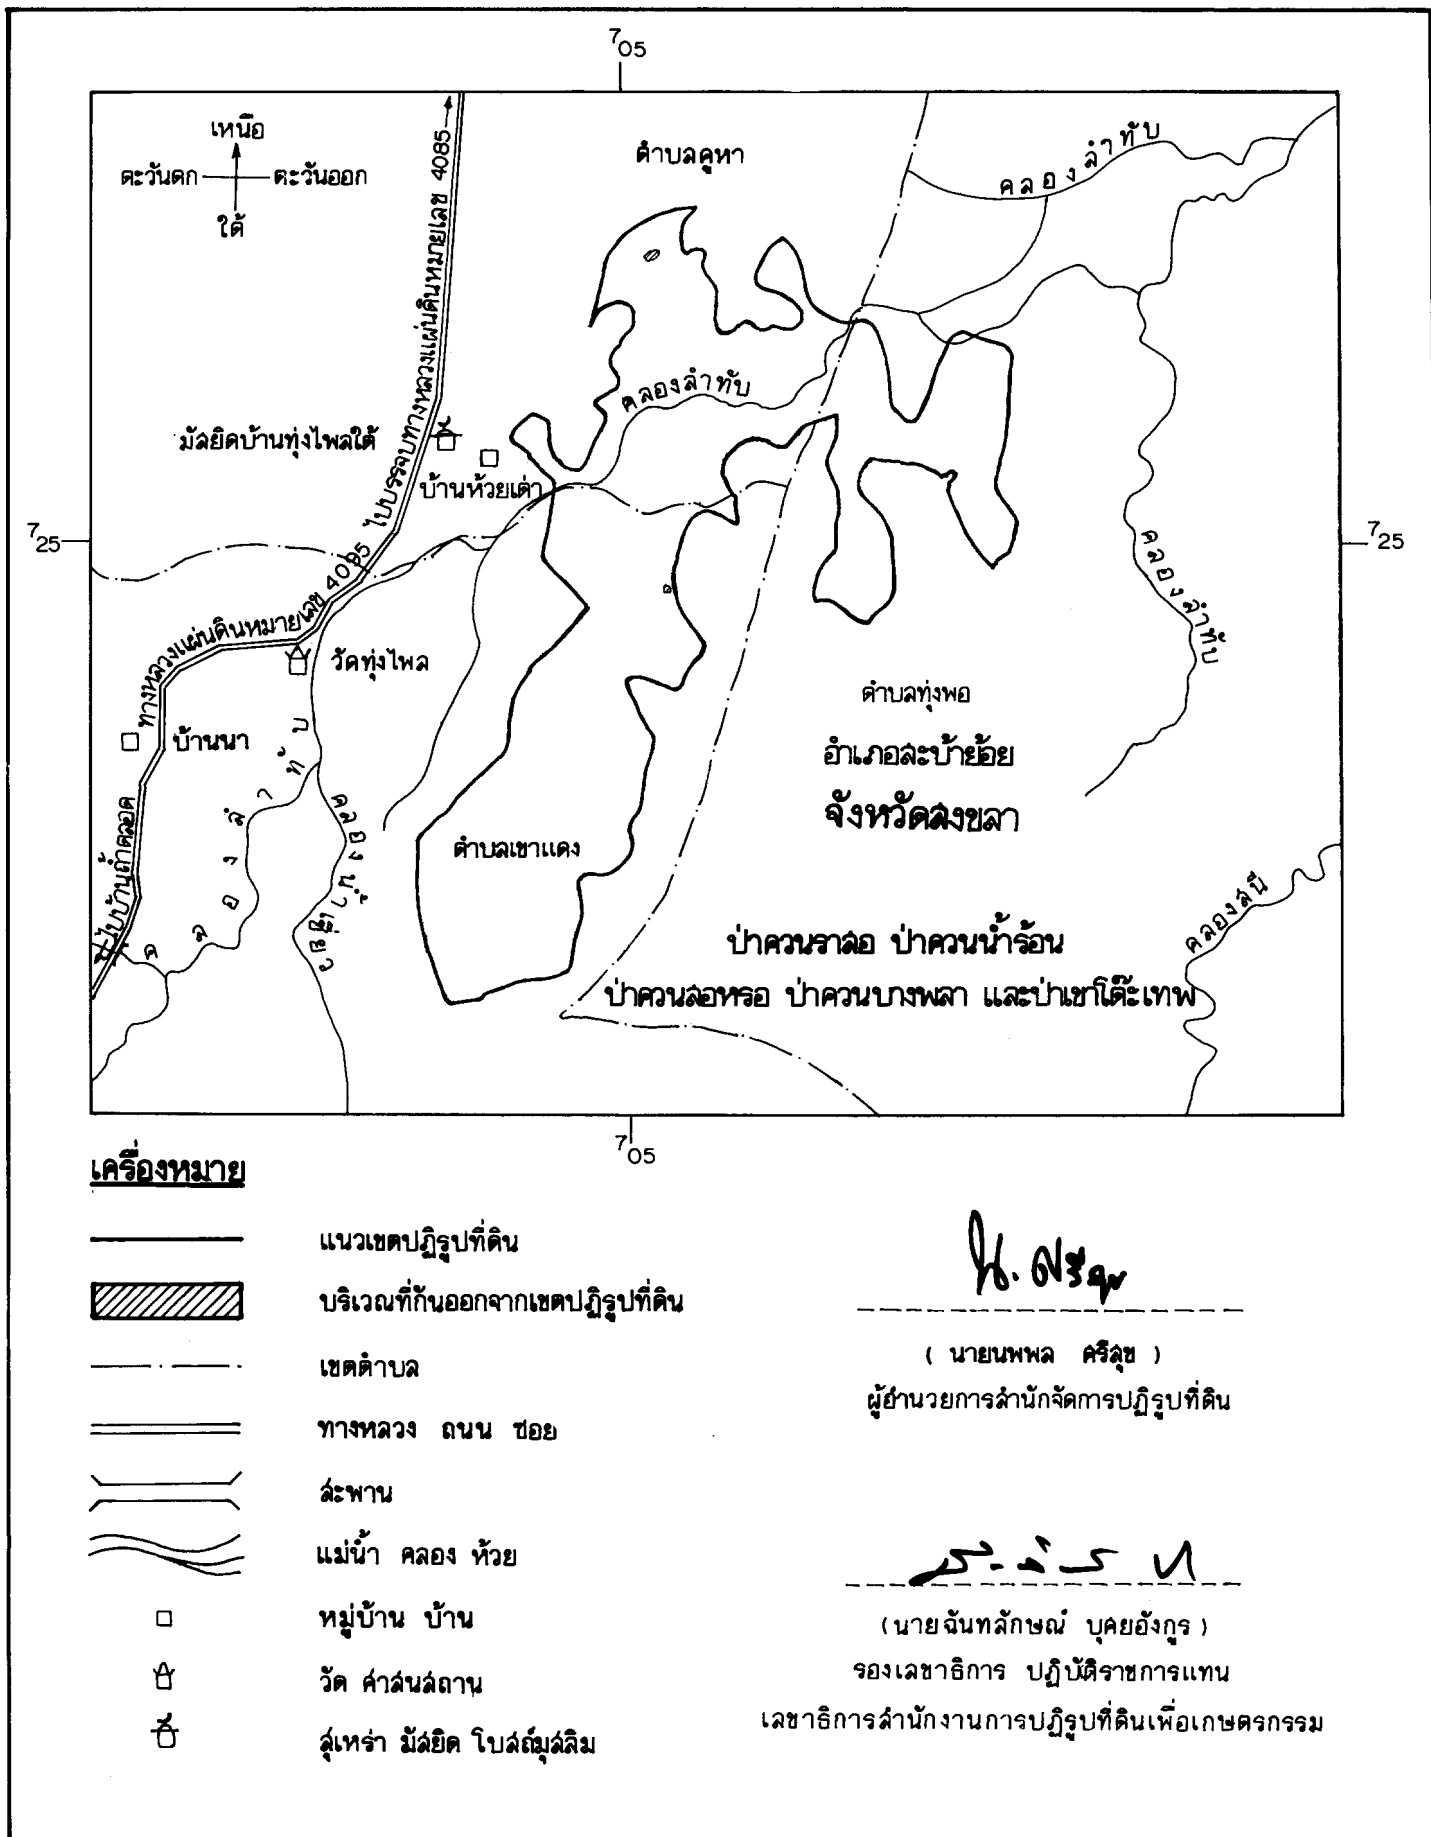 705
เหนือ
ตะวันตก ตะวันออก
ใต้
ตำบลคูหา
คลองลำทับ
ทางหลวงแผ่นดินหมายเลข 4095 ไปบรรจบทางหลวงแผ่นดินหมายเลข 4085
คลองลำทับ
มัสยิดบ้านทุ่งไพลใต้
บ้านห้วยเต่า
725
725
คลองลำทับ
วัดทุ่งไพล
ตำบลทุ่งพอ
บ้านนา
อำเภอสะบ้าย้อย
จังหวัดสงขลา
คลองลำทับ
คลองน้ำเชี่ยว
ตำบลเขาแดง
ไปบ้านถ้ำตลอด
คลองสนี
ป่าควนราสอ ป่าควนน้ำร้อน
ป่าควนสอหรอ ป่าควนบางพลา และป่าเขาโต๊ะเทพ
705
เครื่องหมาย
แนวเขตปฏิรูปที่ดิน
บริเวณที่กันออกจากเขตปฏิรูปที่ดิน
เขตตำบล
ทางหลวง ถนน ซอย
สะพาน
แม่น้ำ คลอง ห้วย
หมู่บ้าน บ้าน
วัด ศาสนสถาน
สุเหร่า มัสยิด โบสถ์มุสลิม
( นายนพพล ศรีสุข )
ผู้อำนวยการสำนักจัดการปฏิรูปที่ดิน
(นายฉันทลักษณ์ บุศยอังกูร)
รองเลขาธิการ ปฏิบัติราชการแทน
เลขาธิการสำนักงานการปฏิรูปที่ดินเพื่อเกษตรกรรม